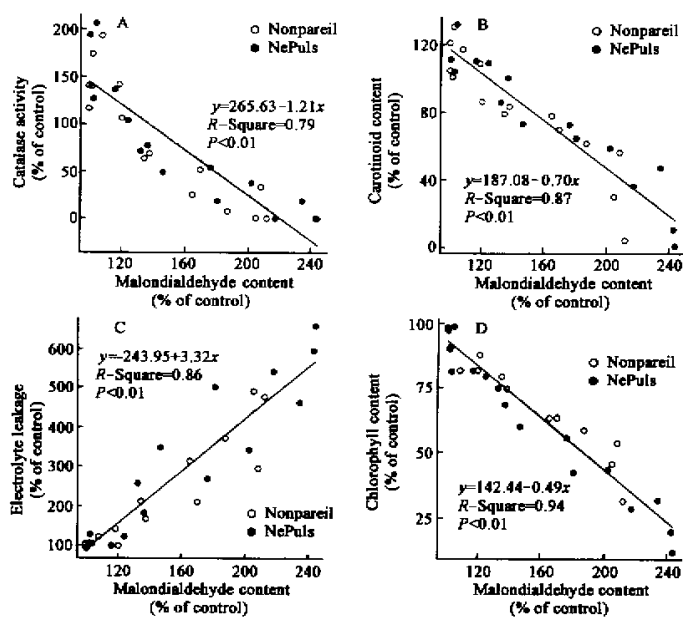 A
Nonpareil
NePuls
Catalase activity
(% of control)
200
150
100
50
0
y=265.63−1.21x
R−Square=0.79
P<0.01
120
160
200
240
Malondialdehyde content
(% of control)
B
Nonpareil
NePuls
Carotinoid content
(% of control)
120
80
40
0
y=187.08−0.70x
R−Square=0.87
P<0.01
120
160
200
240
Malondialdehyde content
(% of control)
C
y=−243.95+3.32x
R−Square=0.86
P<0.01
Electrolyte leakage
(% of control)
600
500
400
300
200
100
Nonpareil
NePuls
120
160
200
240
Malondialdehyde content
(% of control)
D
Nonpareil
NePuls
Chlorophyll content
(% of control)
100
75
50
25
y=142.44−0.49x
R−Square=0.94
P<0.01
120
160
200
240
Malondialdehyde content
(% of control)